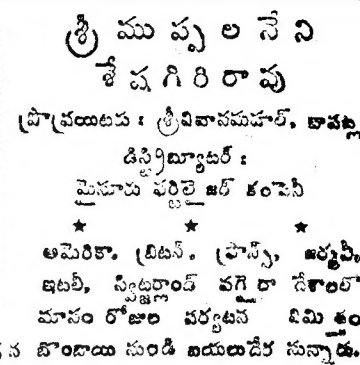 శ్రీ ముప్పలనేని
శేషగిరిరావు
ప్రొప్రయిటపు : శ్రీవివాసమహల్, బాపట్ల
డిస్ట్రిబ్యూటర్ :
మైసూరు ఫర్టిలైజర్ కంపెనీ
★ ★ ★
అమెరికా, బ్రిటన్, ఫ్రాన్సు, జర్మనీ
ఇటలీ, స్విట్జర్లాండ్ వగైరా దేశాలలో
మాసం రోజుల పర్యటన నిమిత్తం
న బొంబాయి నుండి బయలుదేర నున్నాడు.